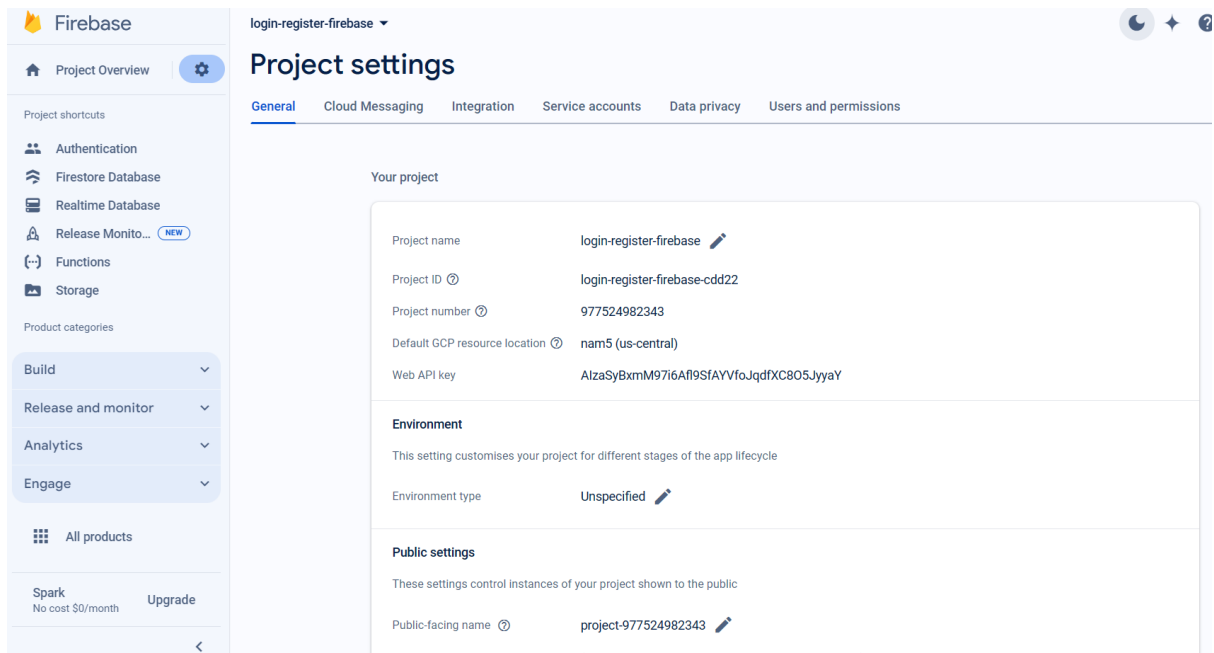 Firebase
login-register-firebase
Project Overview
Project settings
General Cloud Messaging Integration Service accounts Data privacy Users and permissions
Project shortcuts
Authentication
Firestore Database
Realtime Database
Release Monito... NEW
Functions
Storage
Product categories
Build
Release and monitor
Analytics
Engage
All products
Spark
No cost $0/month
Upgrade
Your project
Project name login-register-firebase
Project ID login-register-firebase-cdd22
Project number 977524982343
Default GCP resource location nam5 (us-central)
Web API key AIzaSyBxmM97i6Afl9SfAYVfoJqdfXC8O5JyyaY
Environment
This setting customises your project for different stages of the app lifecycle
Environment type Unspecified
Public settings
These settings control instances of your project shown to the public
Public-facing name project-977524982343